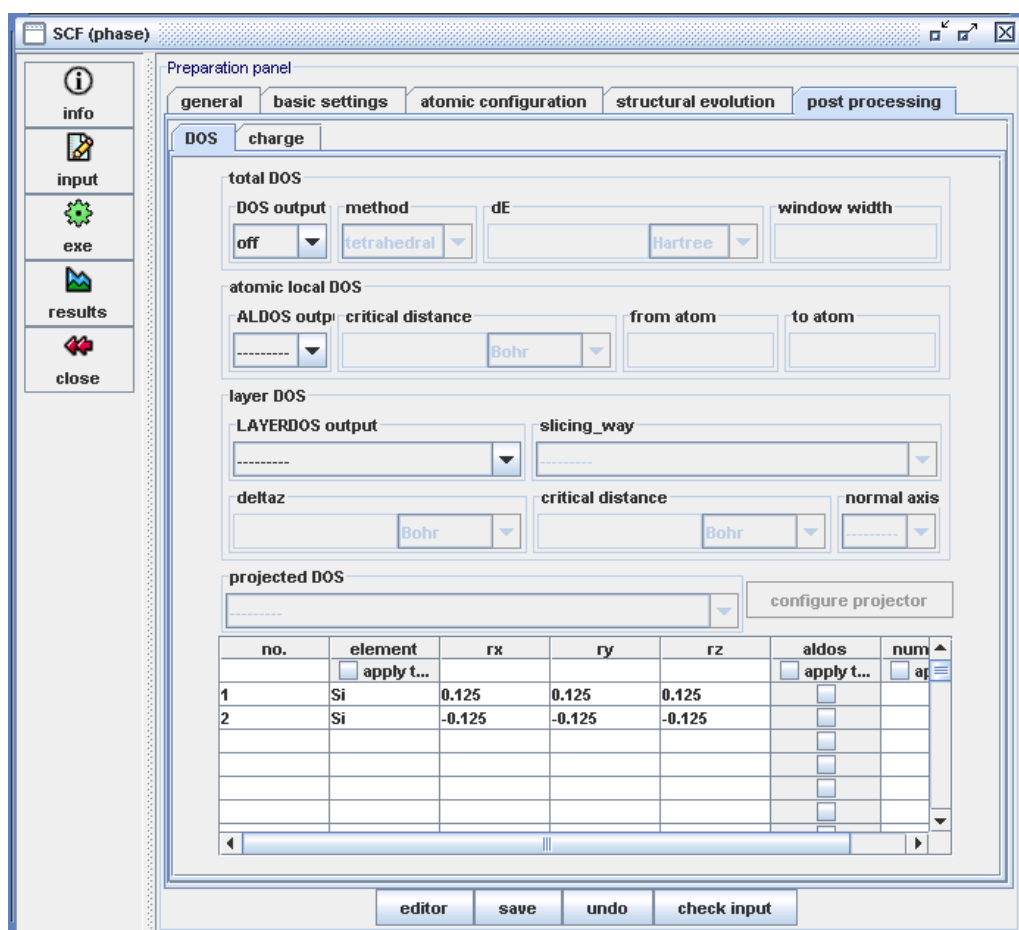 SCF (phase)
info
input
exe
results
close
Preparation panel
general basic settings atomic configuration structural evolution post processing
DOS charge
total DOS
DOS output method dE window width
off tetrahedral Hartree
atomic local DOS
ALDOS outp critical distance from atom to atom
--------- Bohr
layer DOS
LAYERDOS output slicing_way
--------- ---------
deltaz critical distance normal axis
Bohr Bohr ---------
projected DOS
--------- configure projector
no. element rx ry rz aldos num
apply t... apply t... ap
1 Si 0.125 0.125 0.125
2 Si -0.125 -0.125 -0.125
editor save undo check input